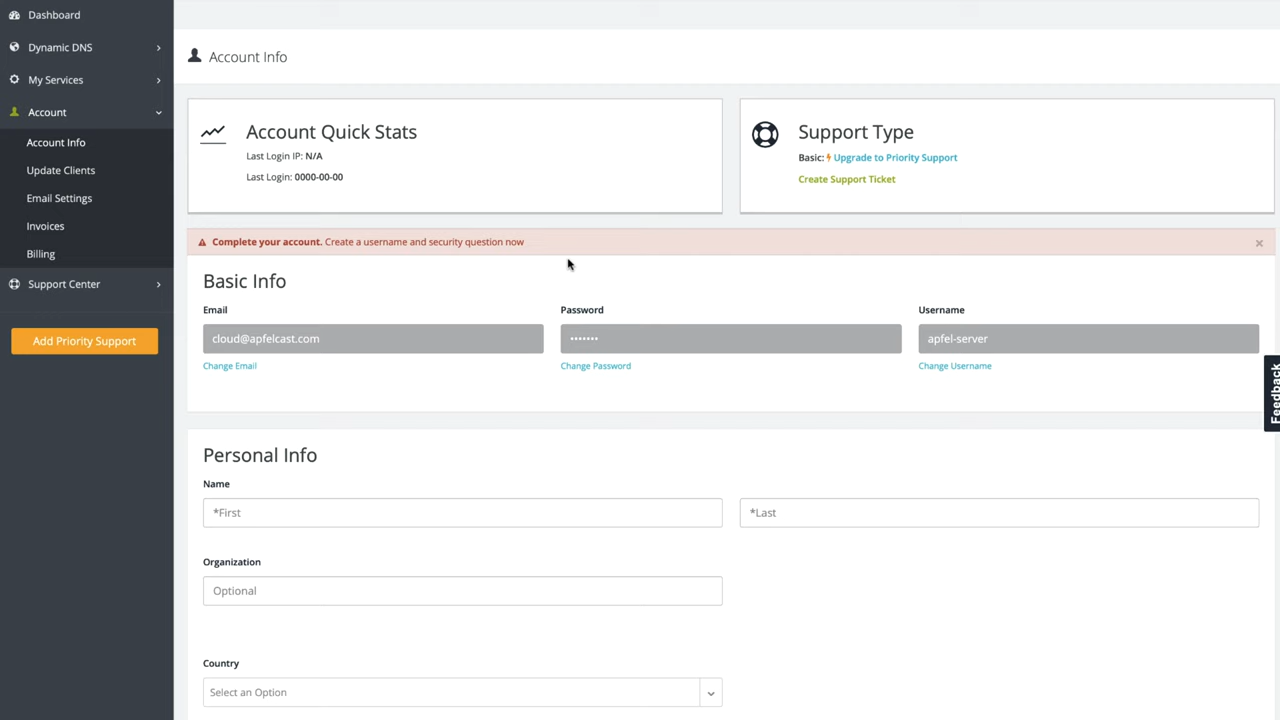 Dashboard
Dynamic DNS
My Services
Account
Account Info
Update Clients
Email Settings
Invoices
Billing
Support Center
Add Priority Support
Account Info
Account Quick Stats
Last Login IP: N/A
Last Login: 0000-00-00
Support Type
Basic: Upgrade to Priority Support
Create Support Ticket
Complete your account. Create a username and security question now
Basic Info
Email
cloud@apfelcast.com
Change Email
Password
•••••••
Change Password
Username
apfel-server
Change Username
Feedback
Personal Info
Name
*First
*Last
Organization
Optional
Country
Select an Option